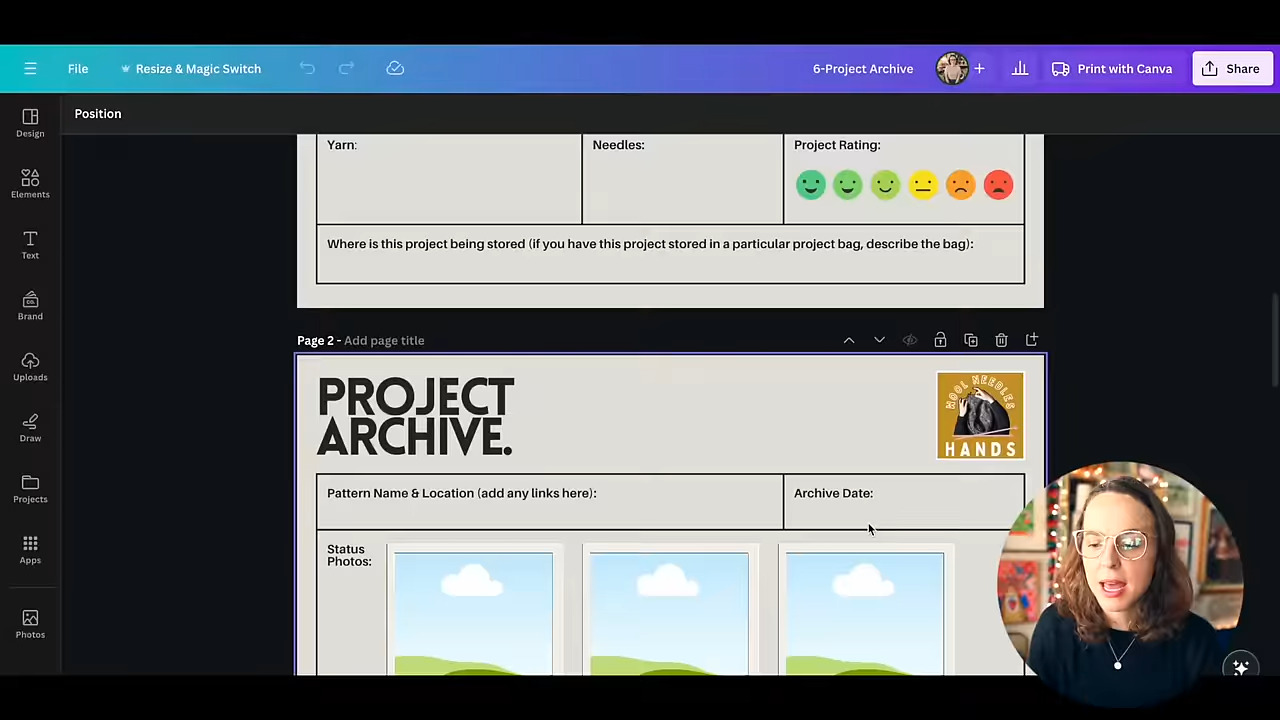 File
Resize & Magic Switch
6-Project Archive
Print with Canva
Share
Position
Design
Elements
Text
Brand
Uploads
Draw
Projects
Apps
Photos
Yarn:
Needles:
Project Rating:
Where is this project being stored (if you have this project stored in a particular project bag, describe the bag):
Page 2 - Add page title
PROJECT
ARCHIVE.
WOOL NEEDLES
HANDS
Pattern Name & Location (add any links here):
Archive Date:
Status
Photos: